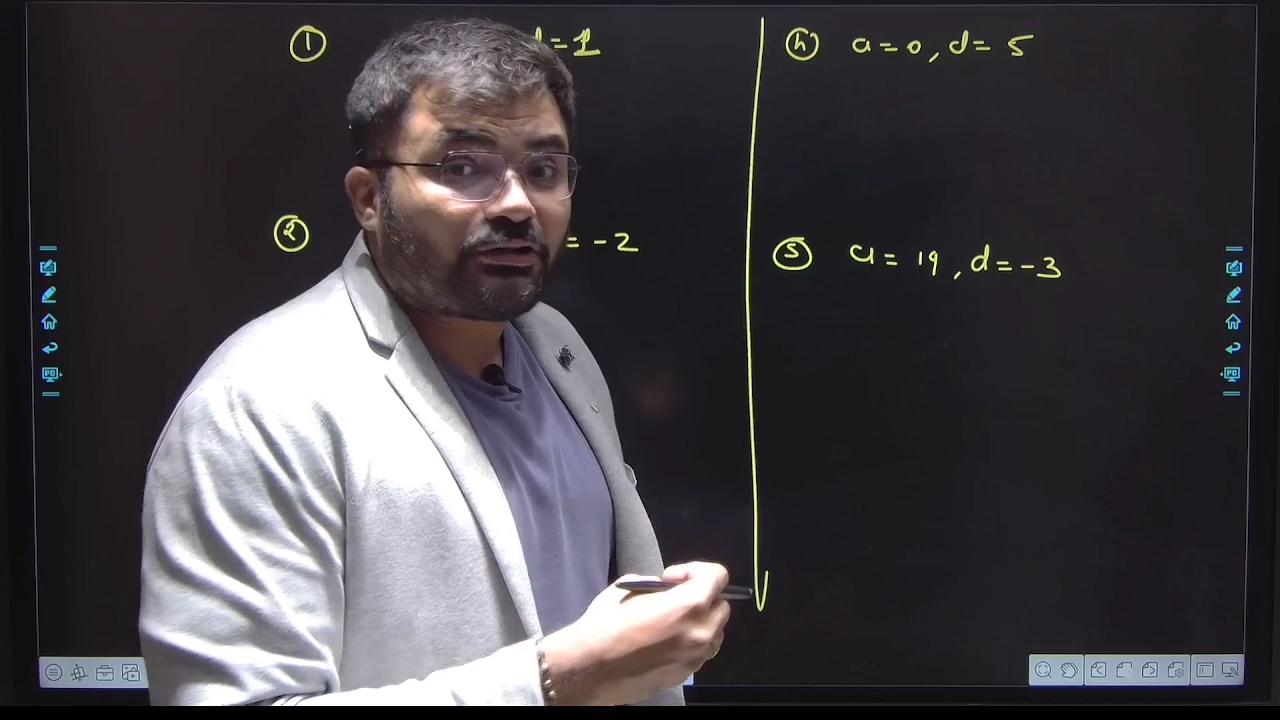 ① d=1
② = -2
④ a=0, d= 5
⑤ a= 19, d=-3